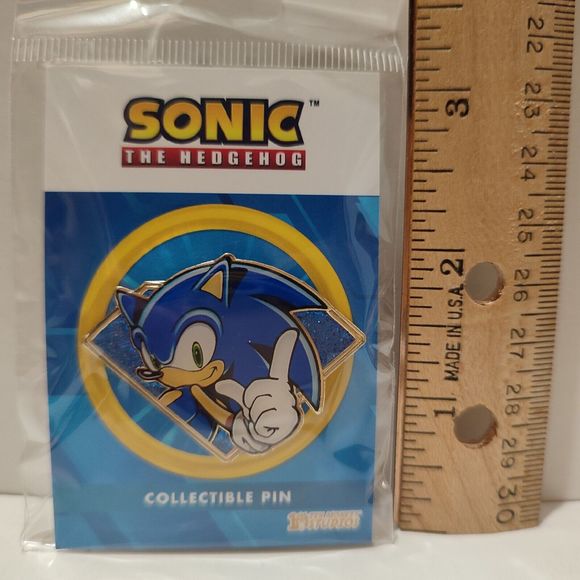 SONIC™
THE HEDGEHOG
COLLECTIBLE PIN
STUDIOS
3
2
1
MADE IN U.S.A.
22
23
24
25
26
27
28
29
30